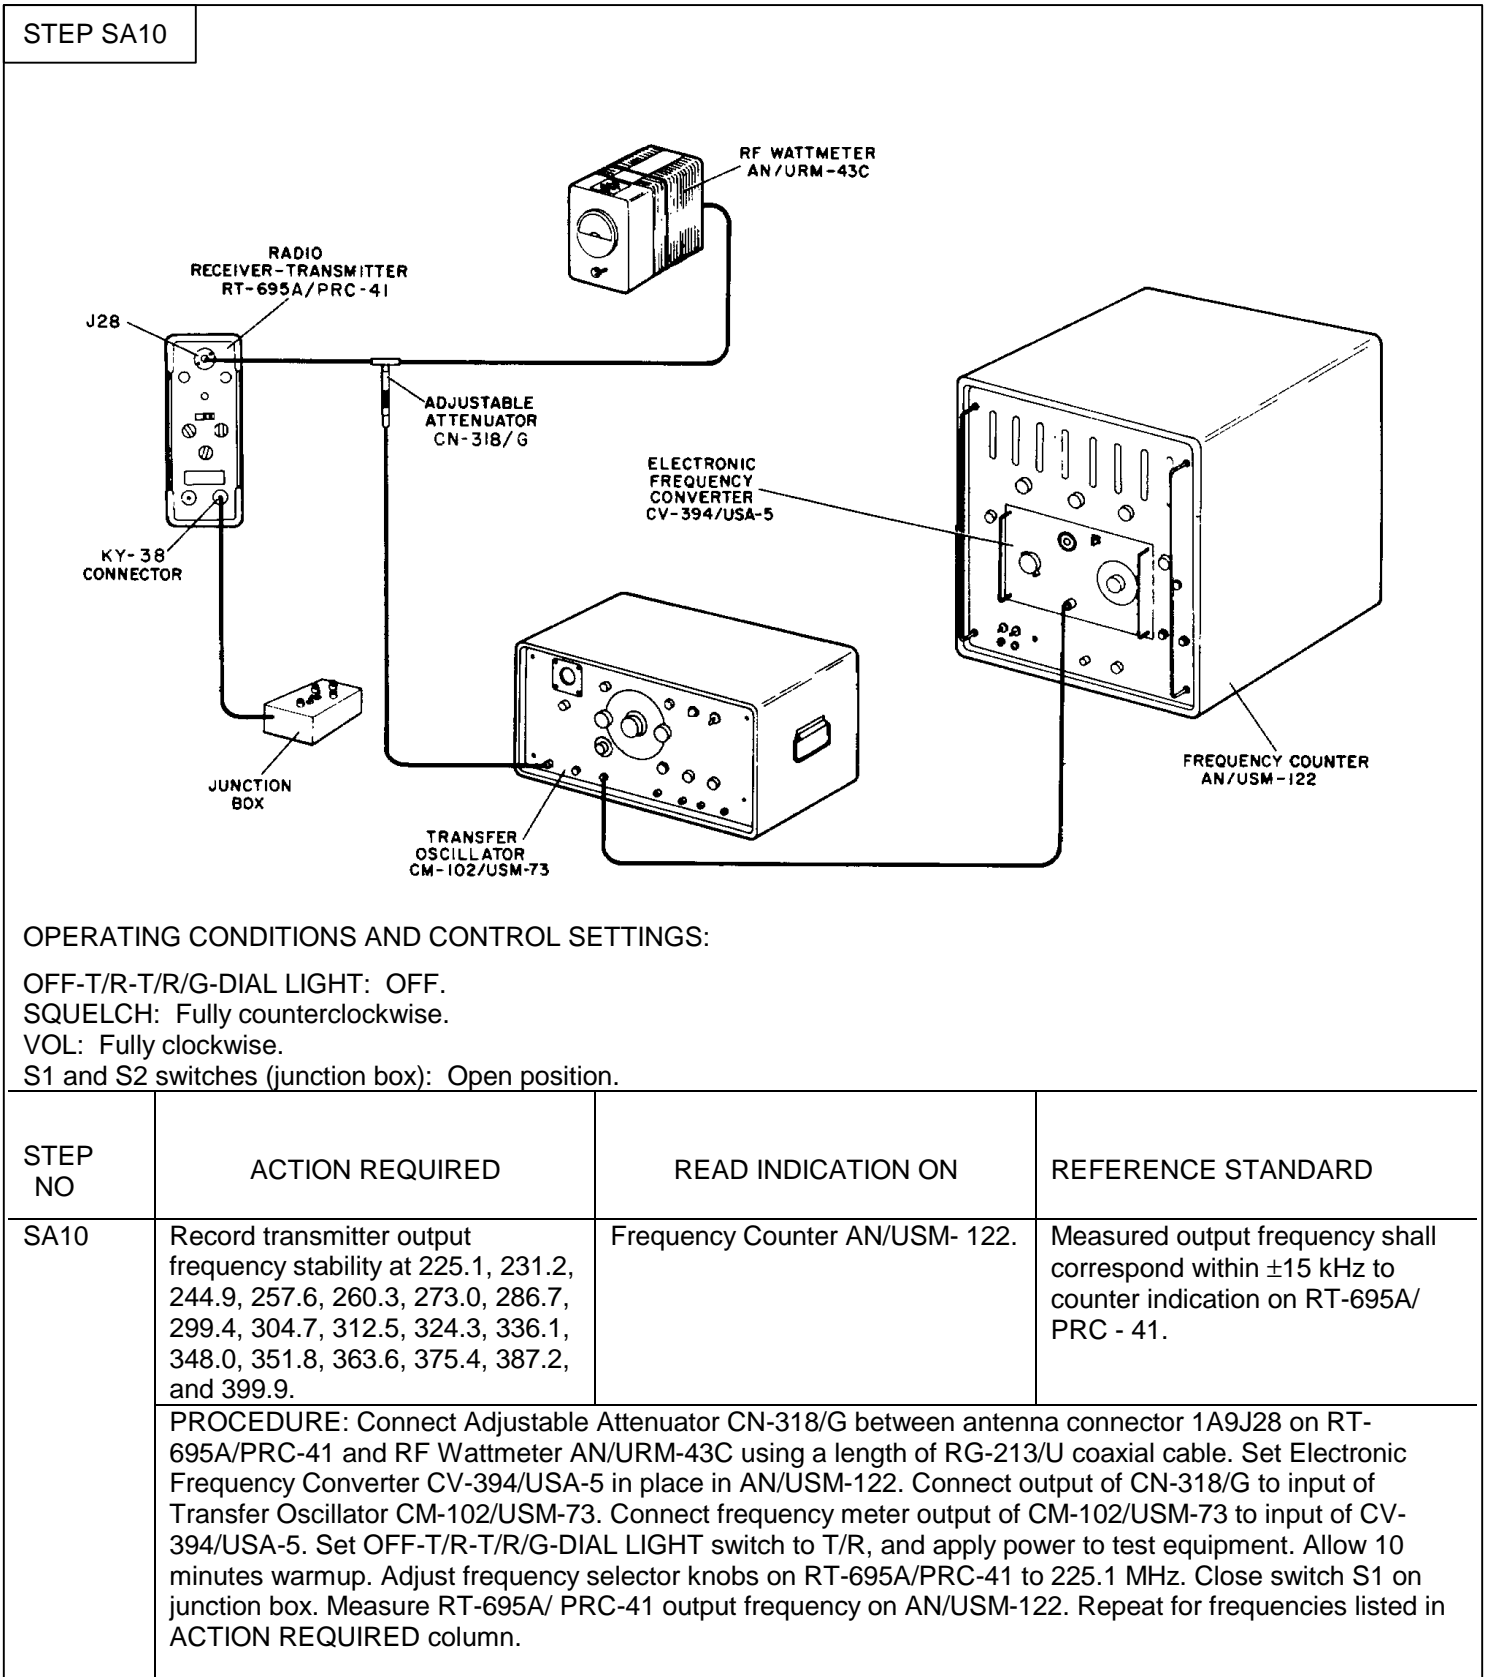 STEP SA10
RF WATTMETER
AN/URM-43C
RADIO
RECEIVER-TRANSMITTER
RT-695A/PRC-41
J28
ADJUSTABLE
ATTENUATOR
CN-318/G
ELECTRONIC
FREQUENCY
CONVERTER
CV-394/USA-5
KY-38
CONNECTOR
JUNCTION
BOX
TRANSFER
OSCILLATOR
CM-102/USM-73
FREQUENCY COUNTER
AN/USM-122
OPERATING CONDITIONS AND CONTROL SETTINGS:
OFF-T/R-T/R/G-DIAL LIGHT: OFF.
SQUELCH: Fully counterclockwise.
VOL: Fully clockwise.
S1 and S2 switches (junction box): Open position.
STEP
NO
ACTION REQUIRED
READ INDICATION ON
REFERENCE STANDARD
SA10
Record transmitter output
frequency stability at 225.1, 231.2,
244.9, 257.6, 260.3, 273.0, 286.7,
299.4, 304.7, 312.5, 324.3, 336.1,
348.0, 351.8, 363.6, 375.4, 387.2,
and 399.9.
Frequency Counter AN/USM- 122.
Measured output frequency shall
correspond within ±15 kHz to
counter indication on RT-695A/
PRC - 41.
PROCEDURE: Connect Adjustable Attenuator CN-318/G between antenna connector 1A9J28 on RT-
695A/PRC-41 and RF Wattmeter AN/URM-43C using a length of RG-213/U coaxial cable. Set Electronic
Frequency Converter CV-394/USA-5 in place in AN/USM-122. Connect output of CN-318/G to input of
Transfer Oscillator CM-102/USM-73. Connect frequency meter output of CM-102/USM-73 to input of CV-
394/USA-5. Set OFF-T/R-T/R/G-DIAL LIGHT switch to T/R, and apply power to test equipment. Allow 10
minutes warmup. Adjust frequency selector knobs on RT-695A/PRC-41 to 225.1 MHz. Close switch S1 on
junction box. Measure RT-695A/ PRC-41 output frequency on AN/USM-122. Repeat for frequencies listed in
ACTION REQUIRED column.